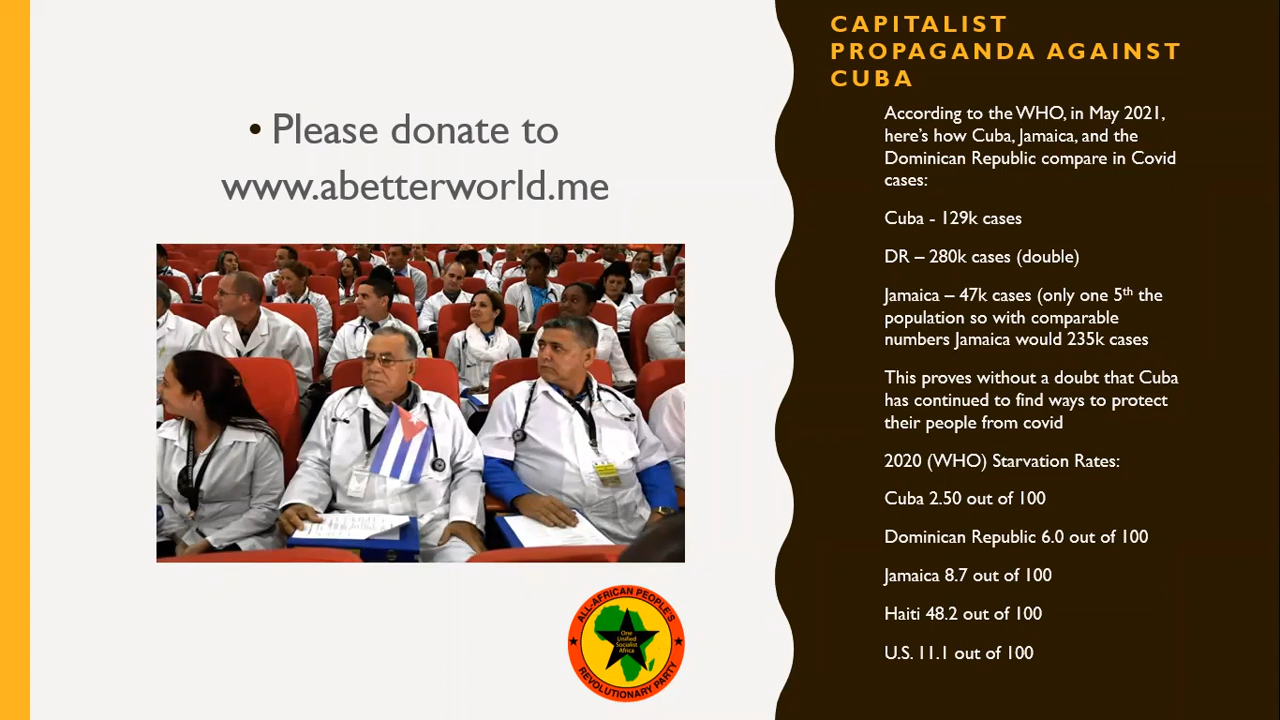 • Please donate to
www.abetterworld.me
CAPITALIST
PROPAGANDA AGAINST
CUBA
According to the WHO, in May 2021,
here's how Cuba, Jamaica, and the
Dominican Republic compare in Covid
cases:
Cuba - 129k cases
DR – 280k cases (double)
Jamaica – 47k cases (only one 5th the
population so with comparable
numbers Jamaica would 235k cases
This proves without a doubt that Cuba
has continued to find ways to protect
their people from covid
2020 (WHO) Starvation Rates:
Cuba 2.50 out of 100
Dominican Republic 6.0 out of 100
Jamaica 8.7 out of 100
Haiti 48.2 out of 100
U.S. 11.1 out of 100
ALL-AFRICAN PEOPLE'S
One
Unified
Socialist
Africa
REVOLUTIONARY PARTY